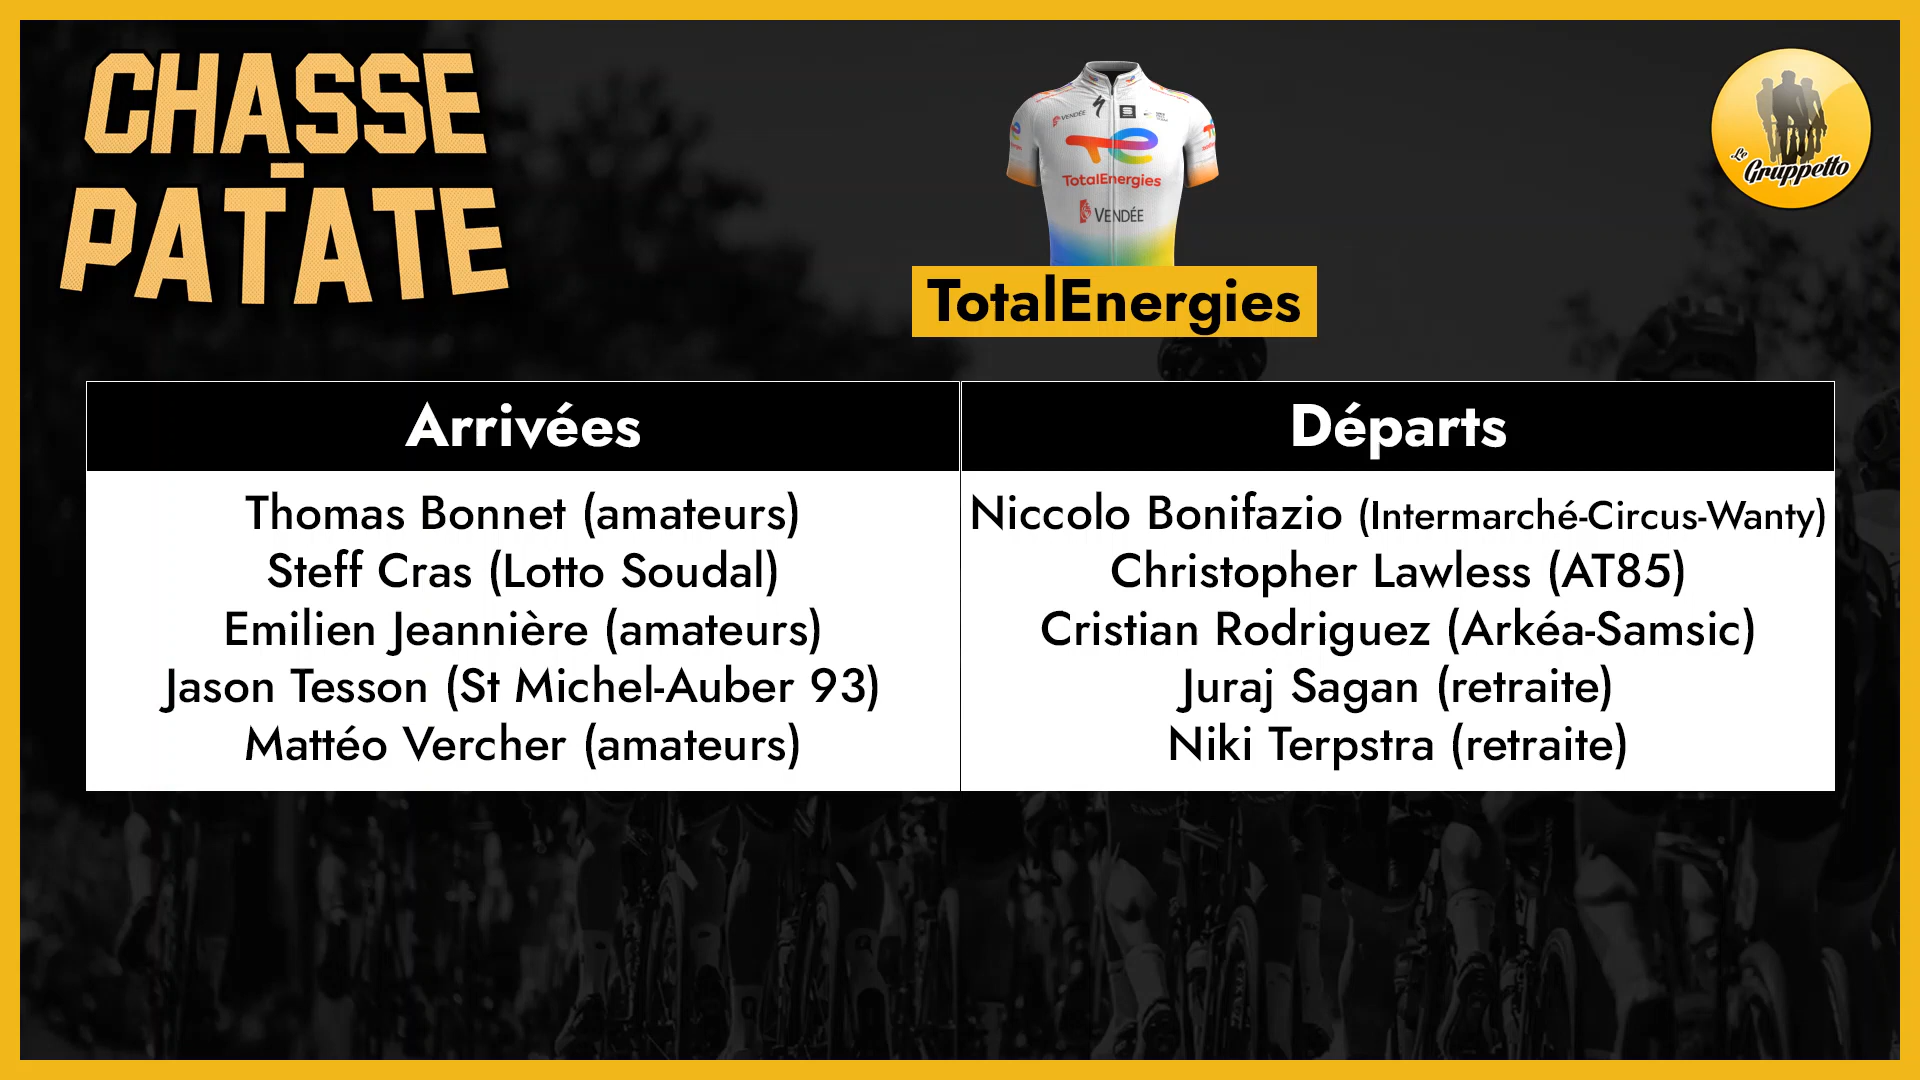 CHASSE
-
PATATE
VENDÉE
TotalEnergies
VENDÉE
Le
Gruppetto
TotalEnergies
Arrivées
Thomas Bonnet (amateurs)
Steff Cras (Lotto Soudal)
Emilien Jeannière (amateurs)
Jason Tesson (St Michel-Auber 93)
Mattéo Vercher (amateurs)
Départs
Niccolo Bonifazio (Intermarché-Circus-Wanty)
Christopher Lawless (AT85)
Cristian Rodriguez (Arkéa-Samsic)
Juraj Sagan (retraite)
Niki Terpstra (retraite)